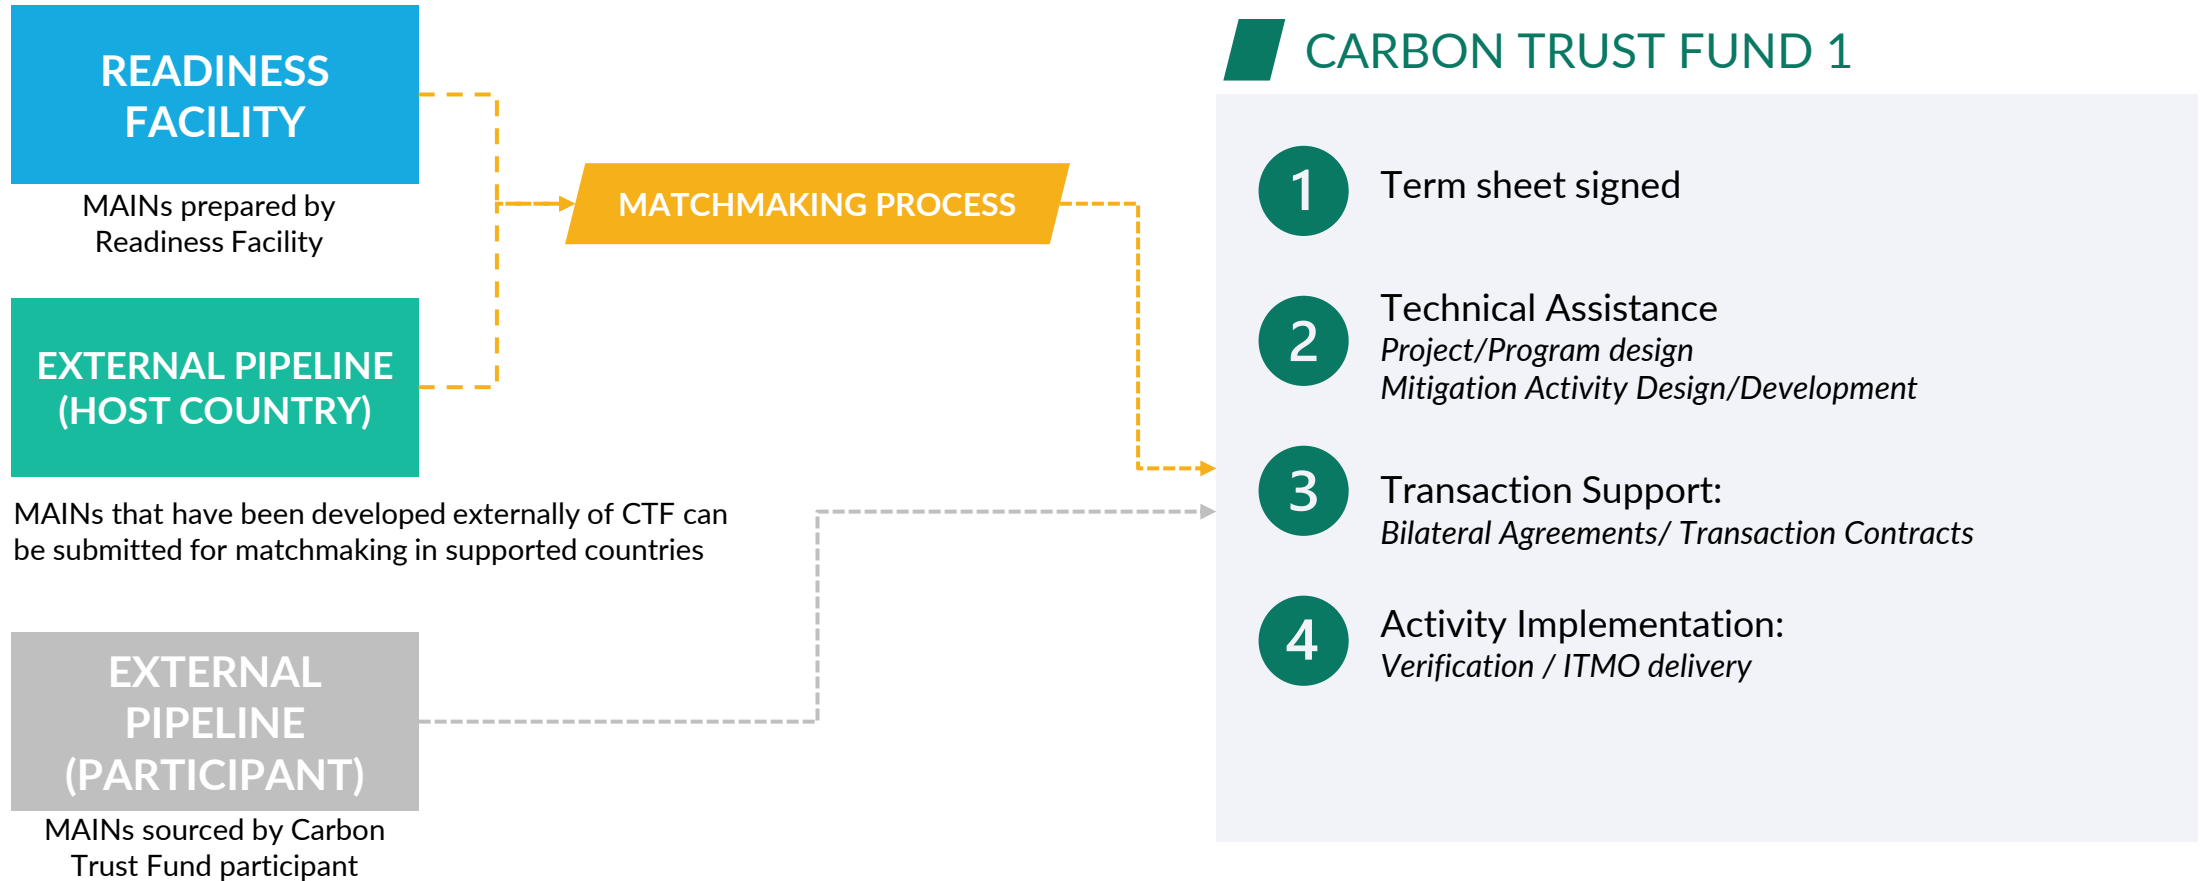 READINESS
FACILITY
MAINs prepared by
Readiness Facility
EXTERNAL PIPELINE
(HOST COUNTRY)
MAINs that have been developed externally of CTF can
be submitted for matchmaking in supported countries
EXTERNAL
PIPELINE
(PARTICIPANT)
MAINs sourced by Carbon
Trust Fund participant
MATCHMAKING PROCESS
CARBON TRUST FUND 1
1
Term sheet signed
2
Technical Assistance
Project/Program design
Mitigation Activity Design/Development
3
Transaction Support:
Bilateral Agreements/ Transaction Contracts
4
Activity Implementation:
Verification / ITMO delivery